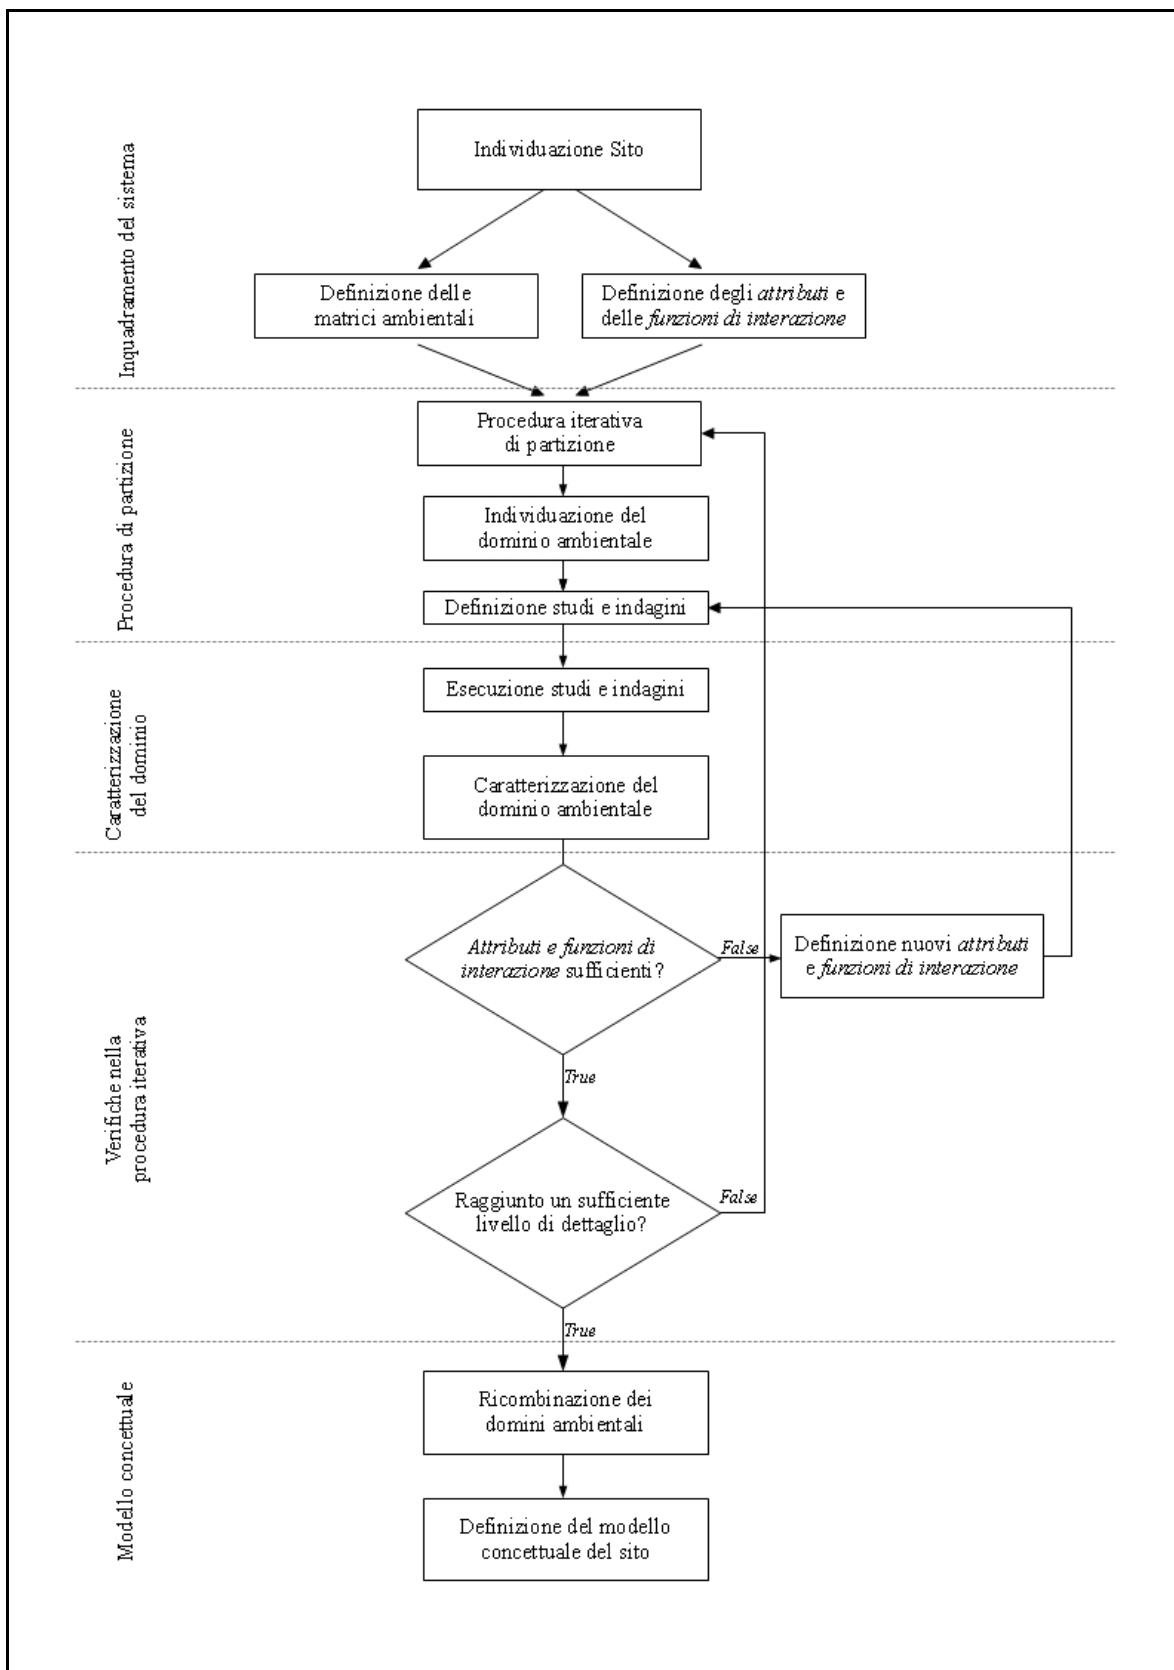 Inquadramento del sistema
Individuazione Sito
Definizione delle
matrici ambientali
Definizione degli attributi e
delle funzioni di interazione
Procedura di partizione
Procedura iterativa
di partizione
Individuazione del
dominio ambientale
Definizione studi e indagini
Caratterizzazione
del dominio
Esecuzione studi e indagini
Caratterizzazione del
dominio ambientale
Verifiche nella
procedura iterativa
Attributi e funzioni di
interazione sufficienti?
False
Definizione nuovi attributi
e funzioni di interazione
True
Raggiunto un sufficiente
livello di dettaglio?
False
True
Modello concettuale
Ricombinazione dei
domini ambientali
Definizione del modello
concettuale del sito